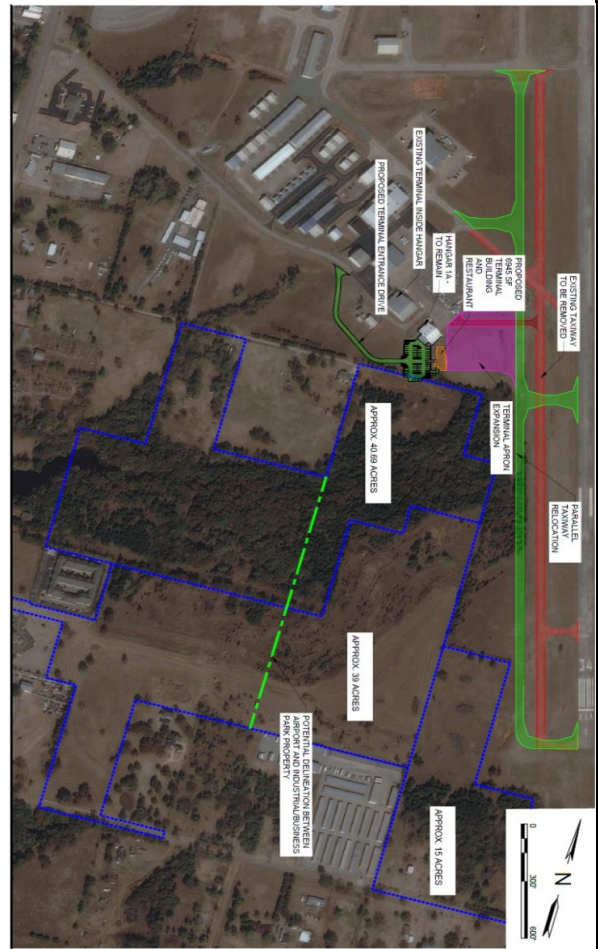 EXISTING TAXIWAY
TO BE REMOVED
PROPOSED
6945 SF
TERMINAL
BUILDING
AND
RESTAURANT
HANGAR 1A -
TO REMAIN
EXISTING TERMINAL INSIDE HANGAR
PROPOSED TERMINAL ENTRANCE DRIVE
TERMINAL APRON
EXPANSION
PARALLEL
TAXIWAY
RELOCATION
APPROX. 40.69 ACRES
APPROX. 39 ACRES
POTENTIAL DELINEATION BETWEEN
AIRPORT AND INDUSTRIAL/BUSINESS
PARK PROPERTY
APPROX. 15 ACRES
34
N
0 300' 600'